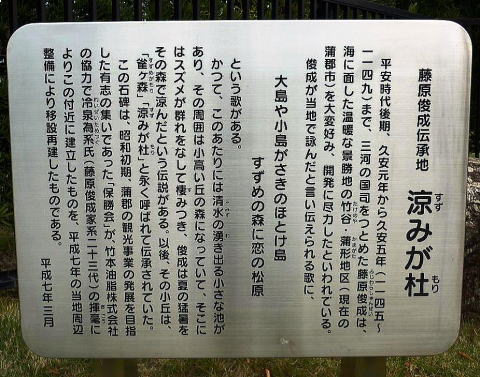 藤原俊成伝承地
涼みが杜
すず もり
平安時代後期、久安元年から久安五年（一一四五～
一一四九）まで、三河の国司をつとめた藤原俊成は、
海に面した温暖な景勝地の竹谷・蒲形地区（現在の
蒲郡市）を大変好み、開発に尽力したといわれている。
俊成が当地で詠んだと言い伝えられる歌に、
大島や小島がさきのほとけ島
すずめの森に恋の松原
という歌がある。
かつて、このあたりには清水の湧き出る小さな池が
あり、その周囲は小高い丘の森になっていて、そこに
はスズメが群れをなして棲みつき、俊成は夏の猛暑を
その森で涼んだという伝説がある。以後、その小丘は、
「雀ヶ森」「涼みが杜」と永く呼ばれて伝承されていた。
この石碑は、昭和初期、蒲郡の観光事業の発展を目指
した有志の集いであった「保勝会」が、竹本油脂株式会社
の協力で冷泉為系氏（藤原俊成家系二十三代）の揮毫に
よりこの付近に建立したものを、平成七年の当地周辺
整備により移設再建したものである。
平成七年三月